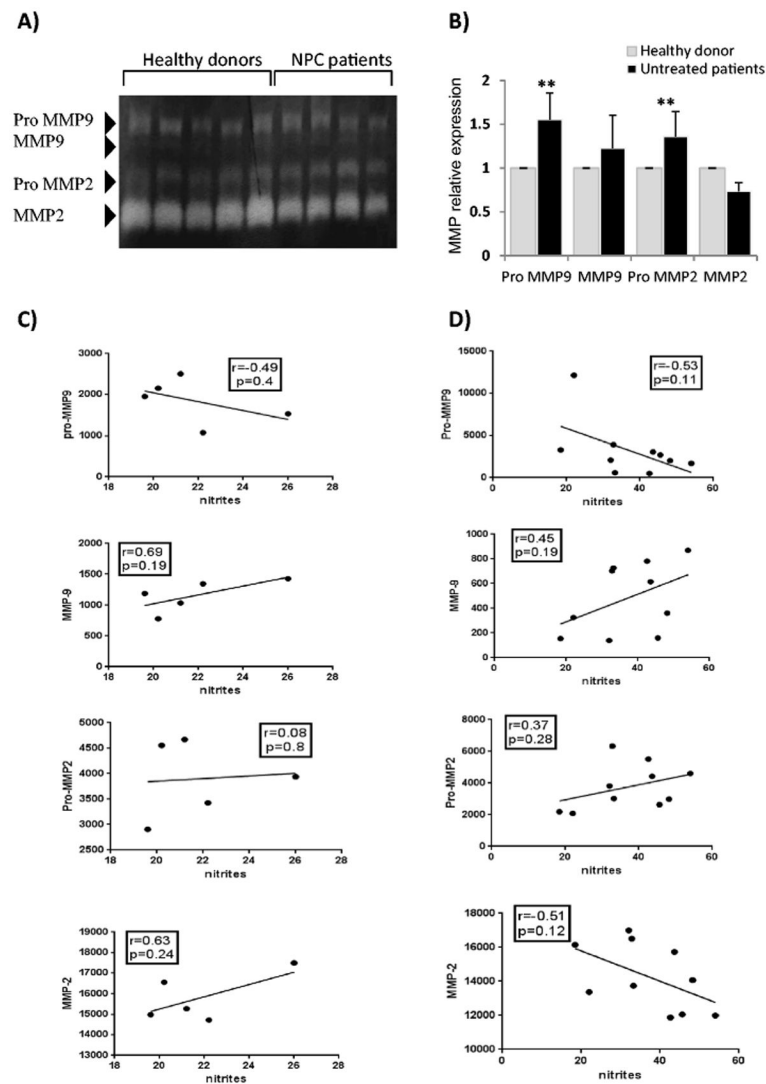 A)
Healthy donors NPC patients
Pro MMP9
MMP9
Pro MMP2
MMP2
B)
Healthy donor
Untreated patients
MMP relative expression
2
1.5
1
0.5
0
** **
Pro MMP9 MMP9 Pro MMP2 MMP2
C)
r=-0.49
p=0.4
pro-MMP9
3000
2000
1000
0
18 20 22 24 26 28
nitrites
r=0.69
p=0.19
MMP-9
2000
1500
1000
500
0
18 20 22 24 26 28
nitrites
r=0.08
p=0.8
Pro-MMP2
5000
4500
4000
3500
3000
2500
18 20 22 24 26 28
nitrites
r=0.63
p=0.24
MMP-2
19000
18000
17000
16000
15000
14000
13000
18 20 22 24 26 28
nitrites
D)
r=-0.53
p=0.11
Pro-MMP9
15000
10000
5000
0
0 20 40 60
nitrites
r=0.45
p=0.19
MMP-9
1000
800
600
400
200
0
0 20 40 60
nitrites
r=0.37
p=0.28
Pro-MMP2
8000
6000
4000
2000
0
0 20 40 60
nitrites
r=-0.51
p=0.12
MMP-2
18000
16000
14000
12000
10000
0 20 40 60
nitrites